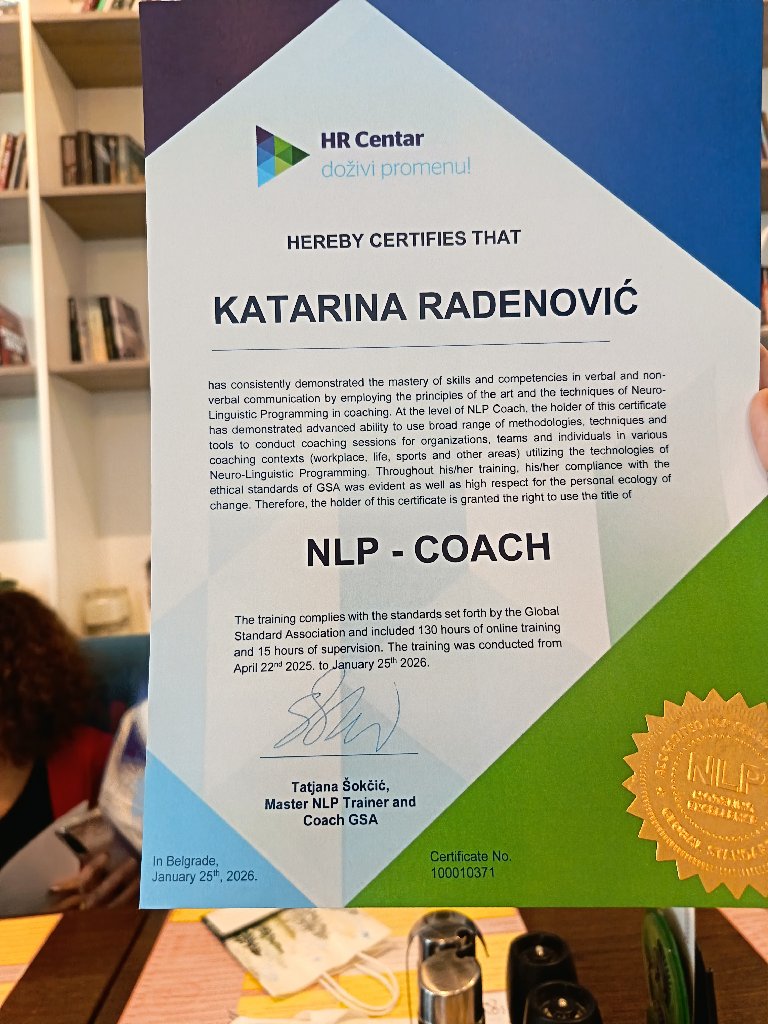 HR Centar
doživi promenu!
HEREBY CERTIFIES THAT
KATARINA RADENOVIĆ
has consistently demonstrated the mastery of skills and competencies in verbal and non-
verbal communication by employing the principles of the art and the techniques of Neuro-
Linguistic Programming in coaching. At the level of NLP Coach, the holder of this certificate
has demonstrated advanced ability to use broad range of methodologies, techniques and
tools to conduct coaching sessions for organizations, teams and individuals in various
coaching contexts (workplace, life, sports and other areas) utilizing the technologies of
Neuro-Linguistic Programming. Throughout his/her training, his/her compliance with the
ethical standards of GSA was evident as well as high respect for the personal ecology of
change. Therefore, the holder of this certificate is granted the right to use the title of
NLP - COACH
The training complies with the standards set forth by the Global
Standard Association and included 130 hours of online training
and 15 hours of supervision. The training was conducted from
April 22nd 2025. to January 25th 2026.
Tatjana Šokčić,
Master NLP Trainer and
Coach GSA
In Belgrade,
January 25th, 2026.
Certificate No.
100010371
NLP